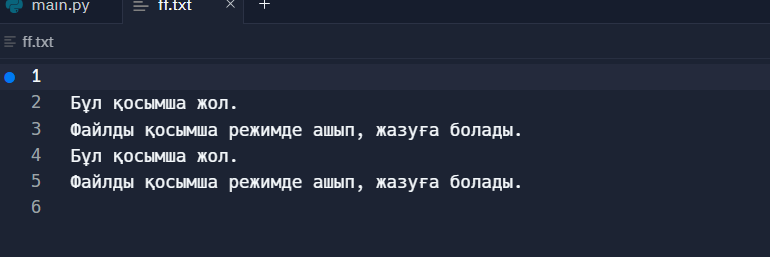 main.py ff.txt × +
ff.txt
1
2 Бұл қосымша жол.
3 Файлды қосымша режимде ашып, жазуға болады.
4 Бұл қосымша жол.
5 Файлды қосымша режимде ашып, жазуға болады.
6